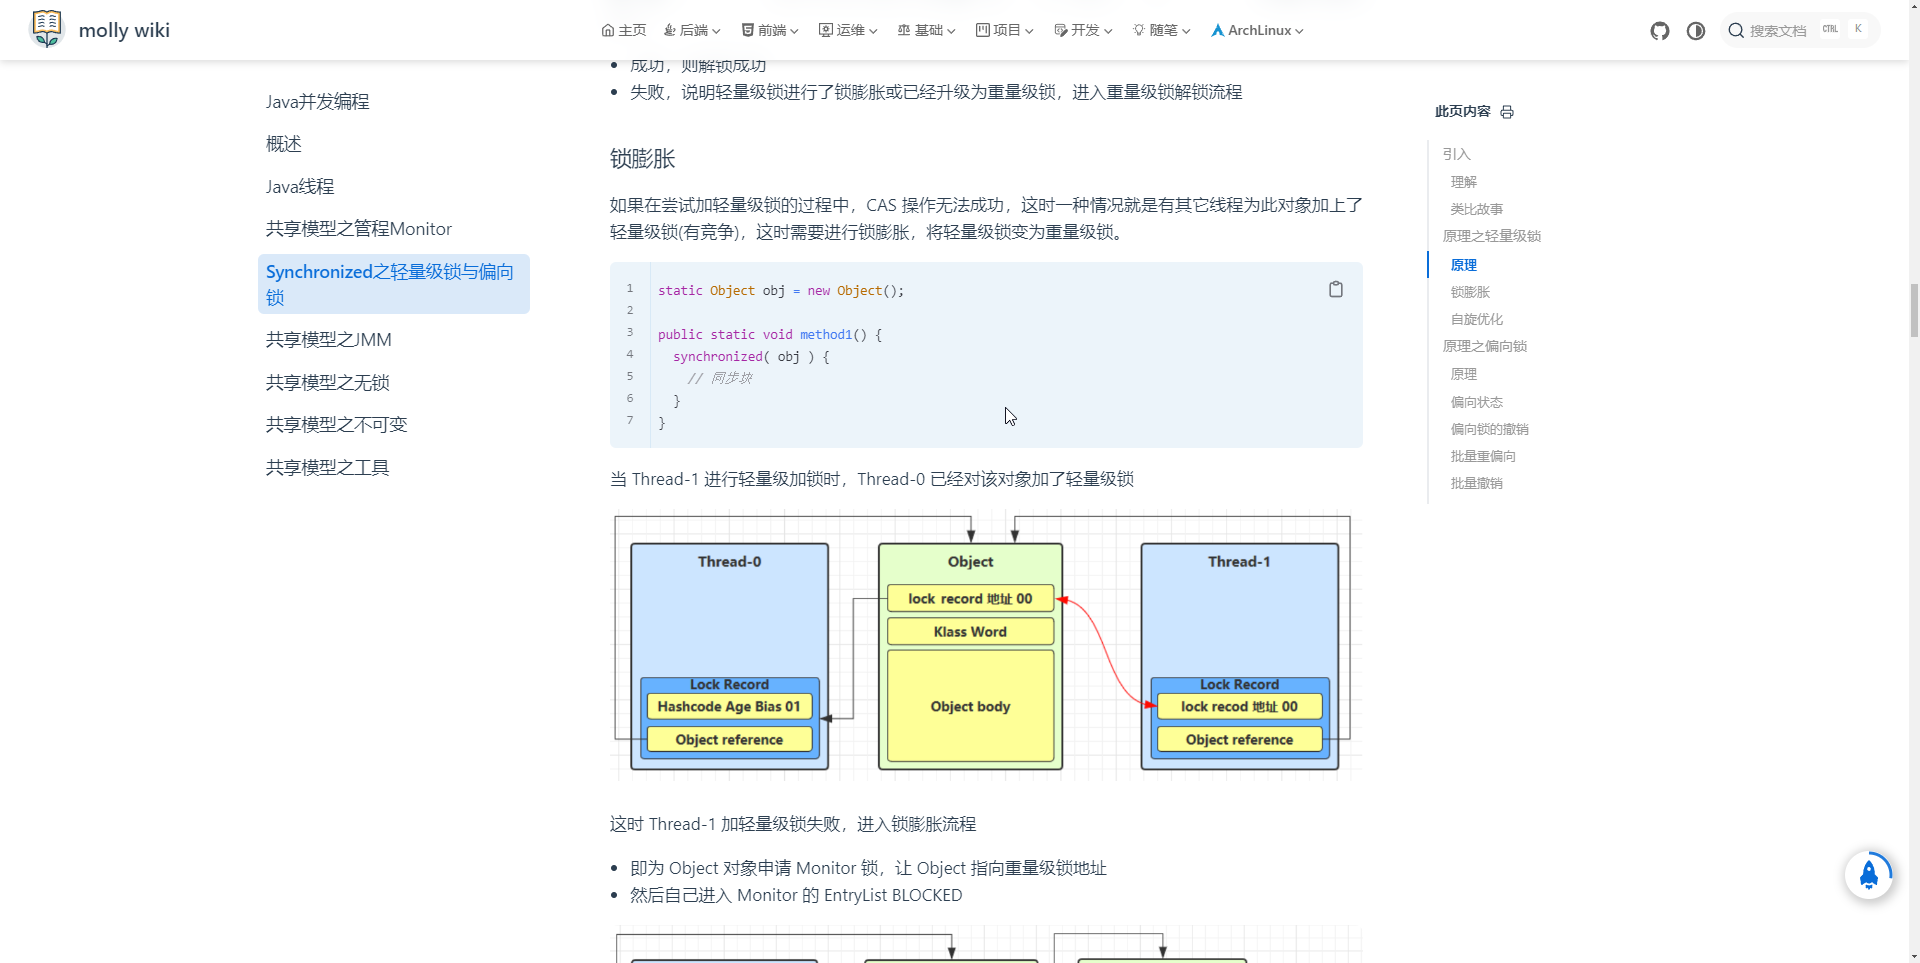 molly wiki
主页
后端
前端
运维
基础
项目
开发
随笔
ArchLinux
搜索文档
CTRL
K
Java并发编程
概述
Java线程
共享模型之管程Monitor
Synchronized之轻量级锁与偏向
锁
共享模型之JMM
共享模型之无锁
共享模型之不可变
共享模型之工具
成功，则解锁成功
失败，说明轻量级锁进行了锁膨胀或已经升级为重量级锁，进入重量级锁解锁流程
锁膨胀
如果在尝试加轻量级锁的过程中，CAS 操作无法成功，这时一种情况就是有其它线程为此对象加上了
轻量级锁(有竞争)，这时需要进行锁膨胀，将轻量级锁变为重量级锁。
1 static Object obj = new Object();
2
3 public static void method1() {
4 synchronized( obj ) {
5 // 同步块
6 }
7 }
当 Thread-1 进行轻量级加锁时，Thread-0 已经对该对象加了轻量级锁
Thread-0
Lock Record
Hashcode Age Bias 01
Object reference
Object
lock record 地址 00
Klass Word
Object body
Thread-1
Lock Record
lock recod 地址 00
Object reference
这时 Thread-1 加轻量级锁失败，进入锁膨胀流程
即为 Object 对象申请 Monitor 锁，让 Object 指向重量级锁地址
然后自己进入 Monitor 的 EntryList BLOCKED
此页内容
引入
理解
类比故事
原理之轻量级锁
原理
锁膨胀
自旋优化
原理之偏向锁
原理
偏向状态
偏向锁的撤销
批量重偏向
批量撤销